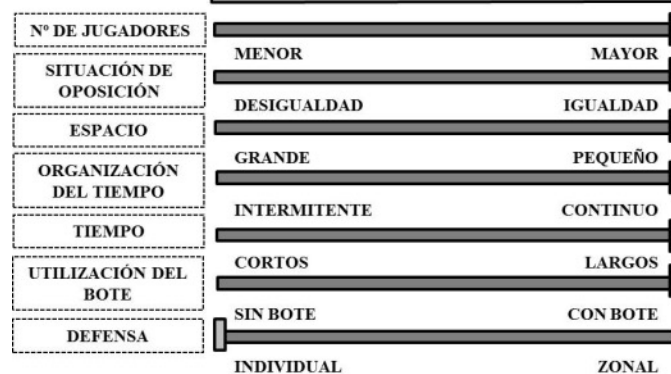 Nº DE JUGADORES
MENOR MAYOR
SITUACIÓN DE
OPOSICIÓN
DESIGUALDAD IGUALDAD
ESPACIO
GRANDE PEQUEÑO
ORGANIZACIÓN
DEL TIEMPO
INTERMITENTE CONTINUO
TIEMPO
CORTOS LARGOS
UTILIZACIÓN DEL
BOTE
SIN BOTE CON BOTE
DEFENSA
INDIVIDUAL ZONAL